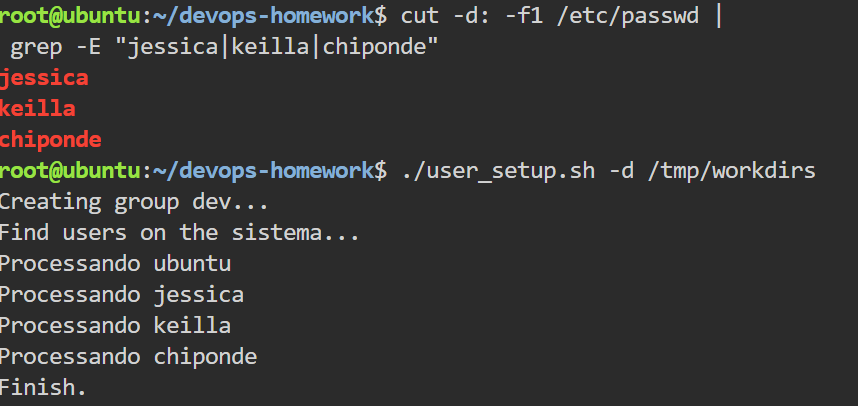 root@ubuntu:~/devops-homework$ cut -d: -f1 /etc/passwd |
 grep -E "jessica|keilla|chiponde"
jessica
keilla
chiponde
root@ubuntu:~/devops-homework$ ./user_setup.sh -d /tmp/workdirs
Creating group dev...
Find users on the sistema...
Processando ubuntu
Processando jessica
Processando keilla
Processando chiponde
Finish.